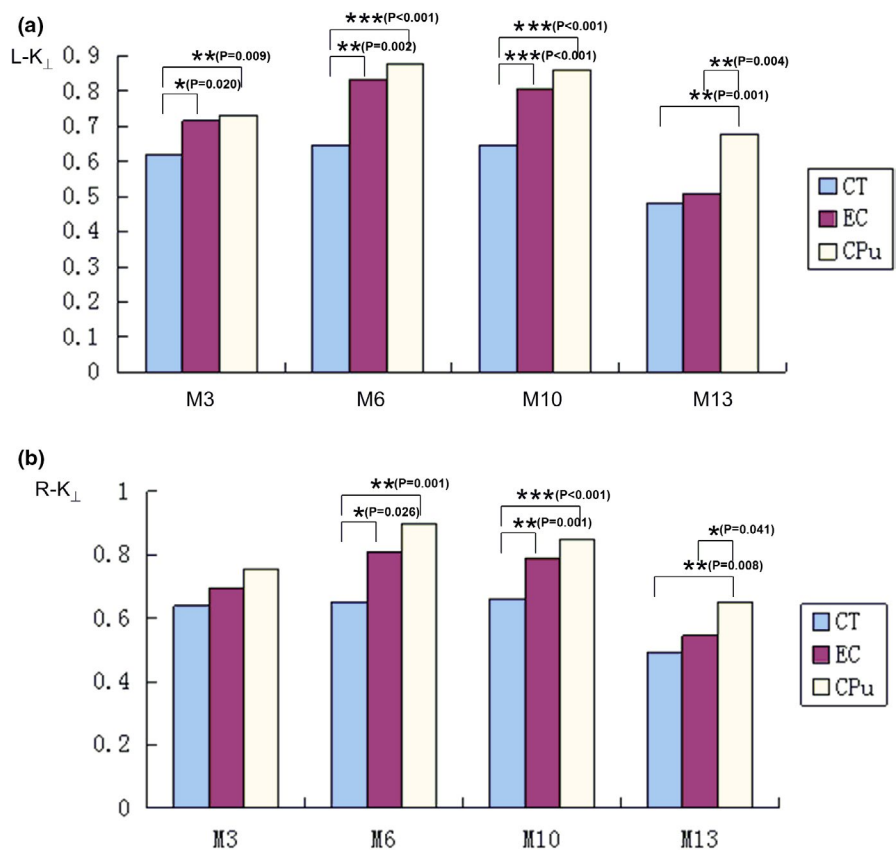 (a)
L-K⊥
***(P<0.001)
**(P=0.009)
**(P=0.002)
*(P=0.020)
***(P<0.001)
***(P<0.001)
**(P=0.004)
**(P=0.001)
0.9
0.8
0.7
0.6
0.5
0.4
0.3
0.2
0.1
0
M3 M6 M10 M13
CT
EC
CPu
(b)
R-K⊥
**(P=0.001)
*(P=0.026)
***(P<0.001)
**(P=0.001)
*(P=0.041)
**(P=0.008)
1
0.8
0.6
0.4
0.2
0
M3 M6 M10 M13
CT
EC
CPu